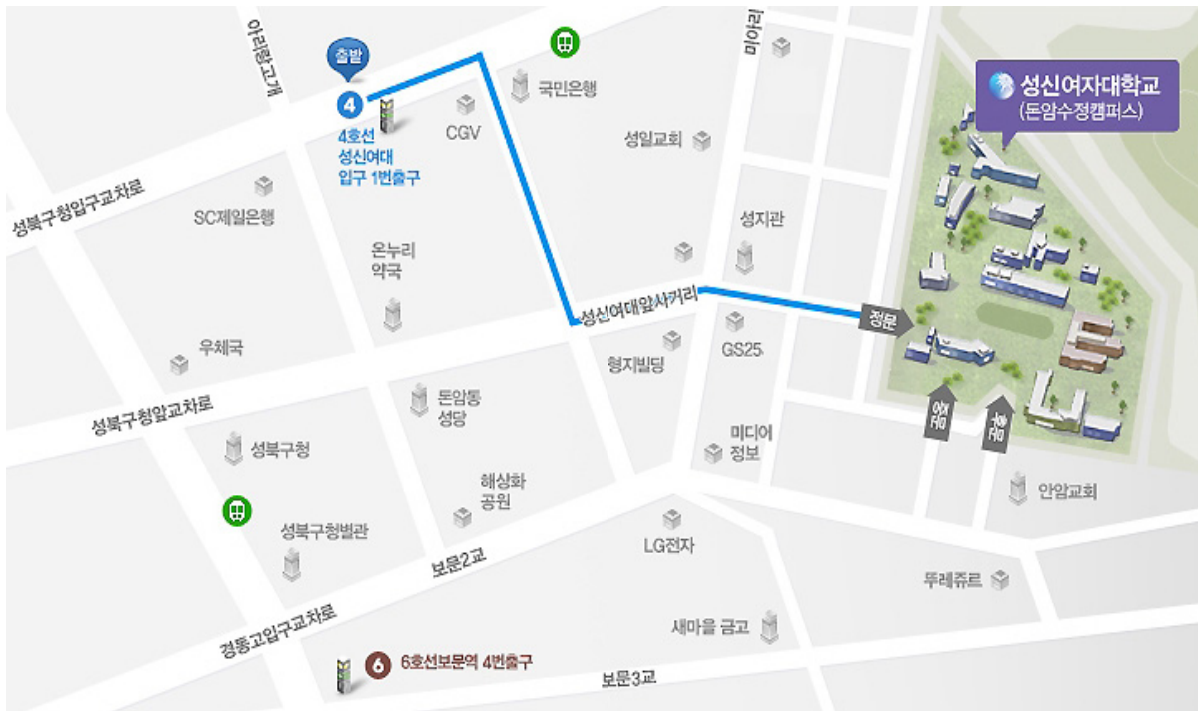 아리랑고개
출발
4
4호선
성신여대
입구 1번출구
CGV
국민은행
미아리
성신여자대학교
(돈암수정캠퍼스)
성일교회
성북구청입구교차로
SC제일은행
온누리
약국
성지관
성신여대앞사거리
정문
우체국
형지빌딩
GS25
성북구청앞교차로
돈암동
성당
중문
후문
미디어
정보
성북구청
해상화
공원
안암교회
성북구청별관
LG전자
보문2교
뚜레쥬르
경동고입구교차로
새마을 금고
6
6호선보문역 4번출구
보문3교